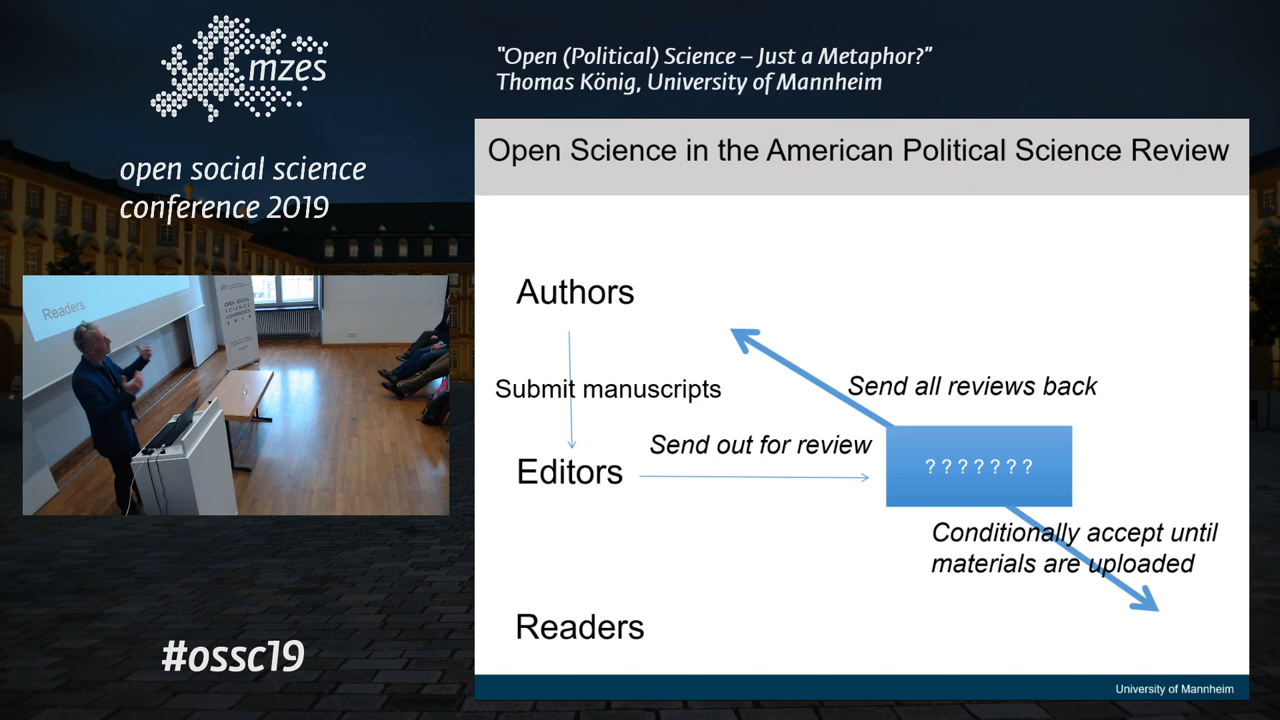 mzes
open social science
conference 2019
"Open (Political) Science – Just a Metaphor?"
Thomas König, University of Mannheim
Open Science in the American Political Science Review
Authors
Submit manuscripts
Send all reviews back
Send out for review
Editors
? ? ? ? ? ? ?
Conditionally accept until
materials are uploaded
Readers
University of Mannheim
Readers
OPEN SOCIAL
SCIENCE
CONFERENCE
2019
#ossc19